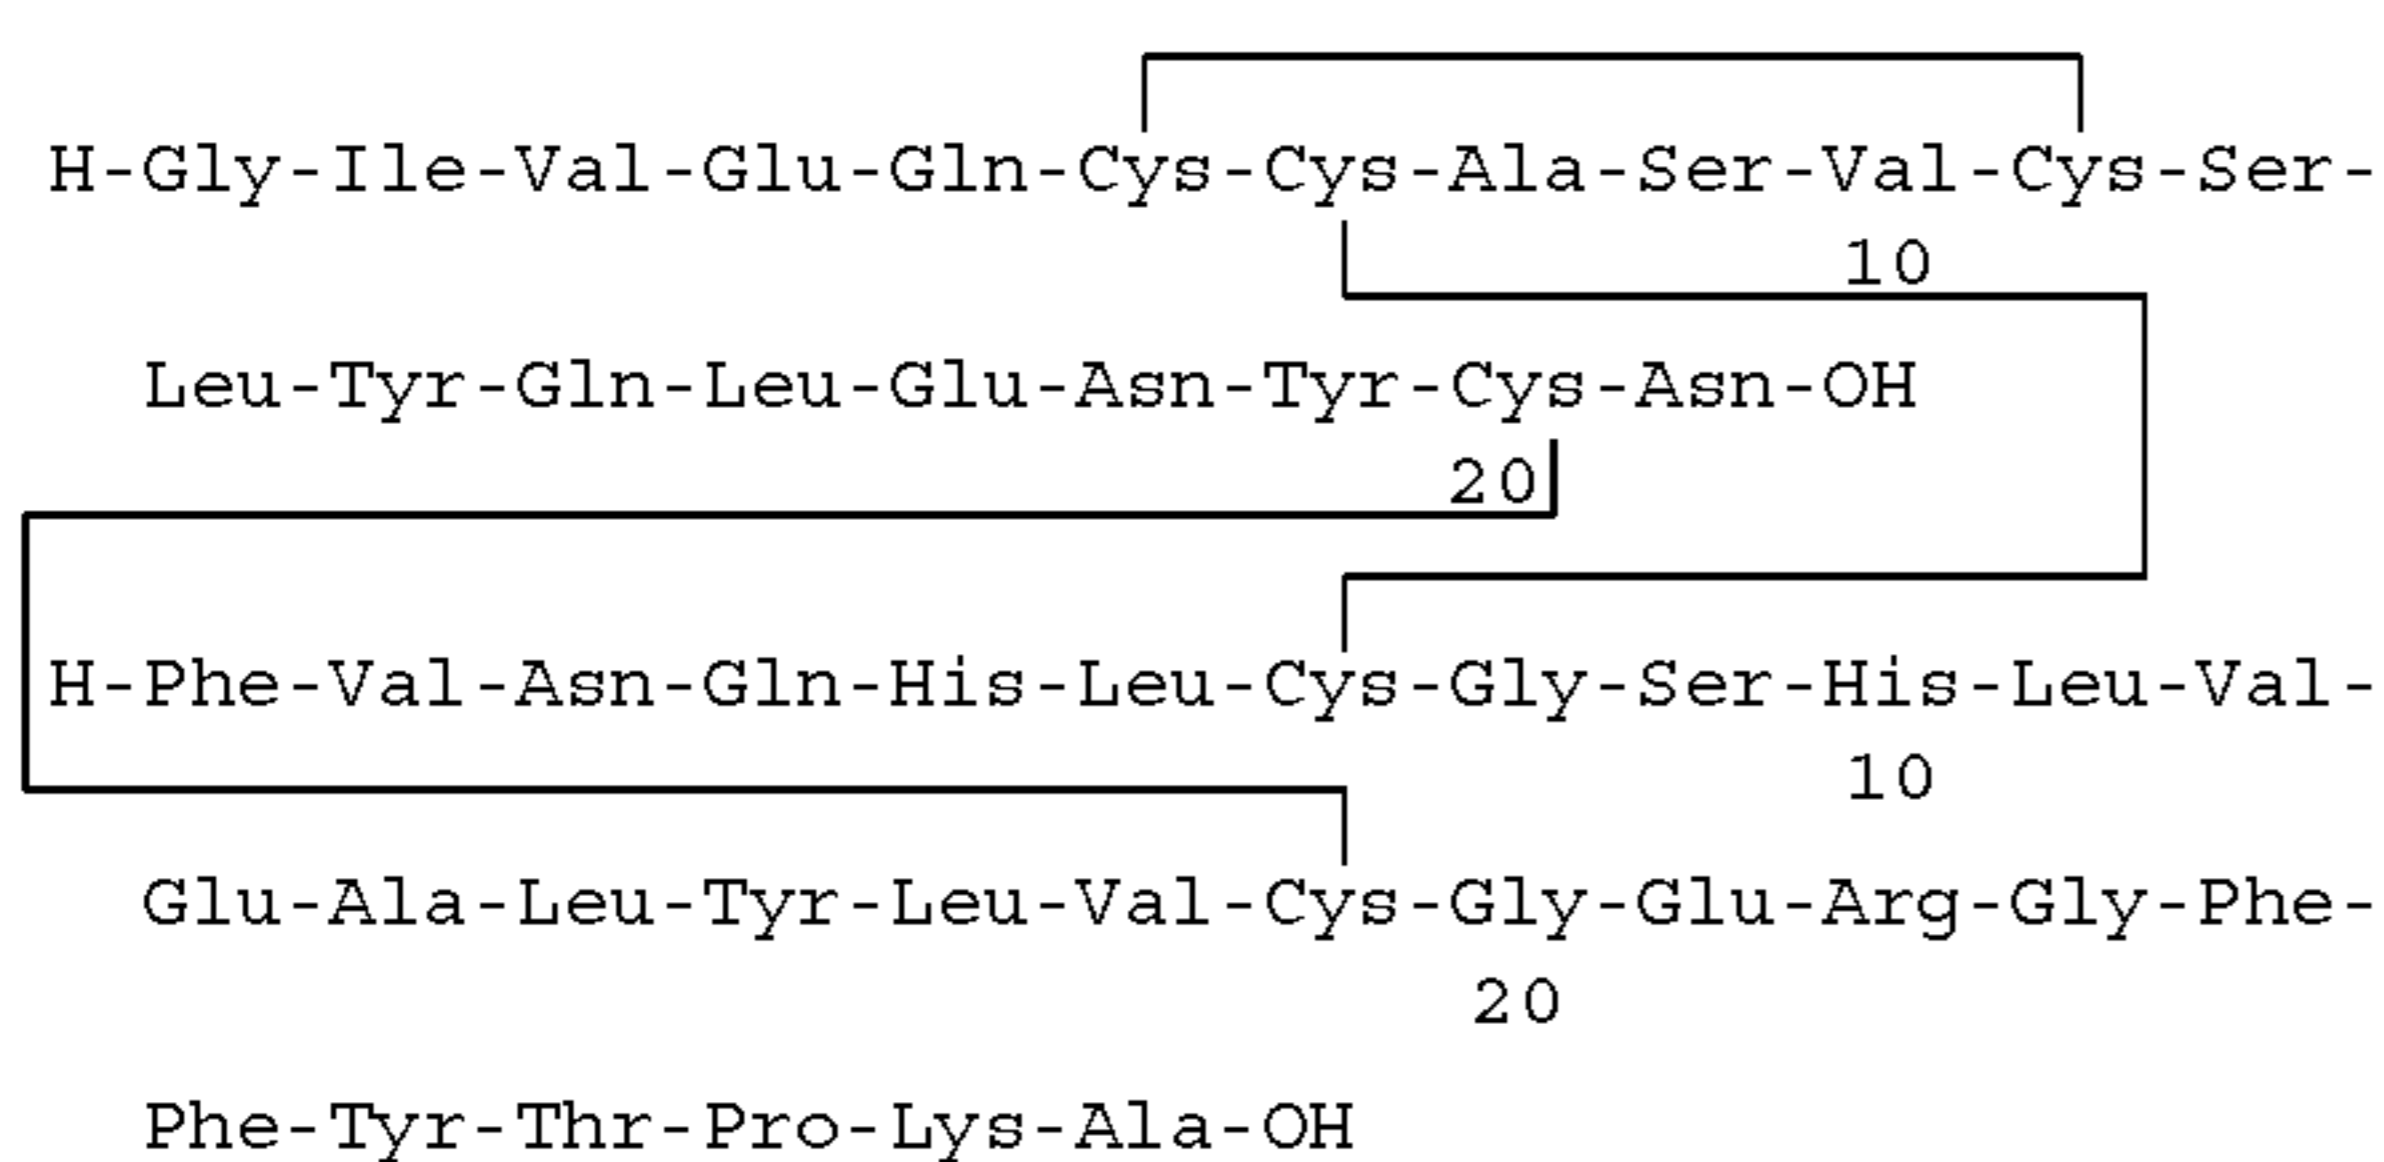 H-Gly-Ile-Val-Glu-Gln-Cys-Cys-Ala-Ser-Val-Cys-Ser-
10
Leu-Tyr-Gln-Leu-Glu-Asn-Tyr-Cys-Asn-OH
20
H-Phe-Val-Asn-Gln-His-Leu-Cys-Gly-Ser-His-Leu-Val-
10
Glu-Ala-Leu-Tyr-Leu-Val-Cys-Gly-Glu-Arg-Gly-Phe-
20
Phe-Tyr-Thr-Pro-Lys-Ala-OH